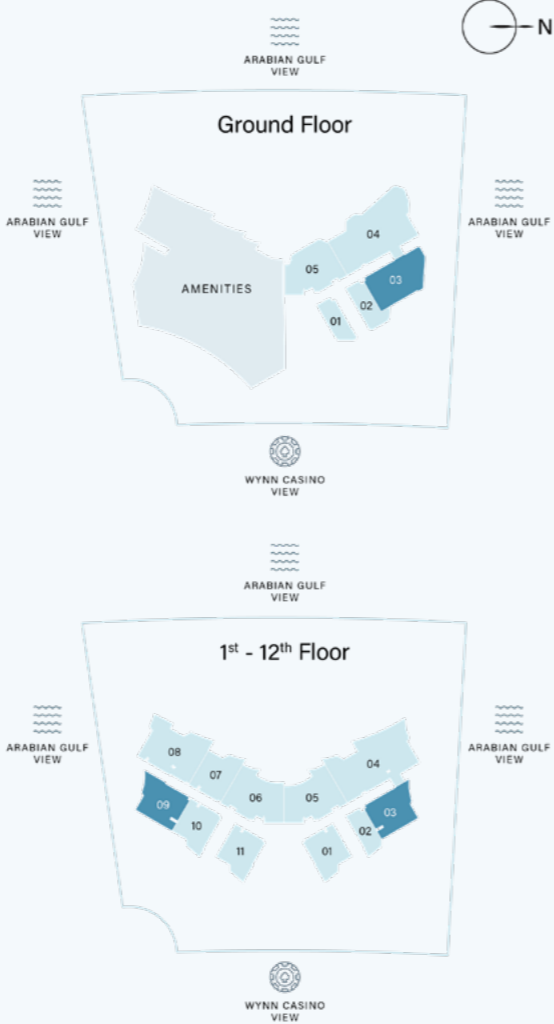 N
ARABIAN GULF
VIEW
Ground Floor
ARABIAN GULF
VIEW
ARABIAN GULF
VIEW
04
05
03
AMENITIES
02
01
WYNN CASINO
VIEW
ARABIAN GULF
VIEW
1st - 12th Floor
ARABIAN GULF
VIEW
ARABIAN GULF
VIEW
08
04
07
06
05
09
03
10
02
11
01
WYNN CASINO
VIEW